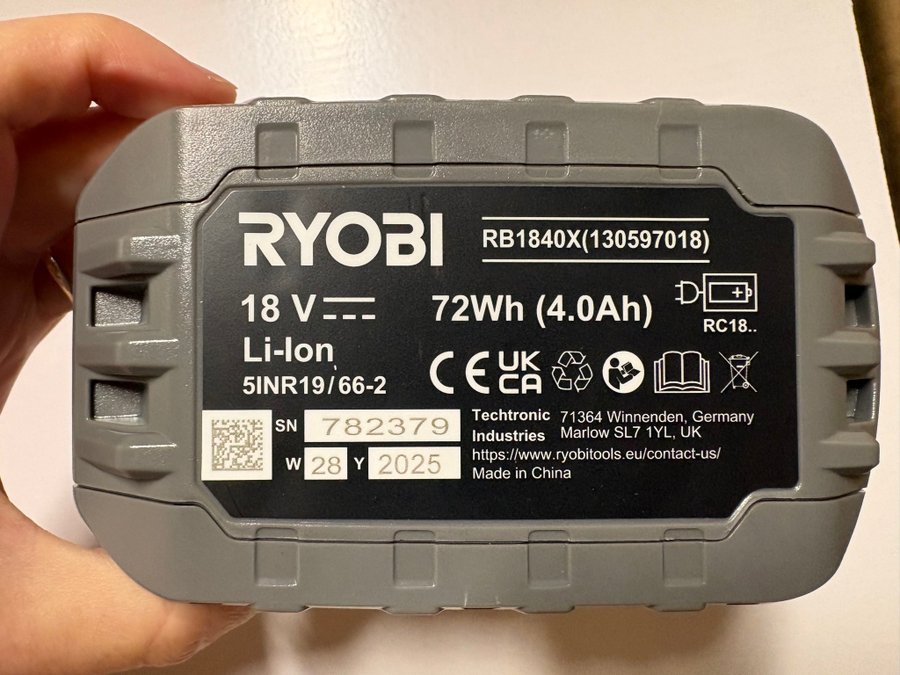 RYOBI
RB1840X(130597018)
18 V
72Wh (4.0Ah)
RC18..
Li-Ion
5INR19/66-2
CE
UK
CA
SN 782379
W 28 Y 2025
Techtronic Industries
71364 Winnenden, Germany
Marlow SL7 1YL, UK
https://www.ryobitools.eu/contact-us/
Made in China